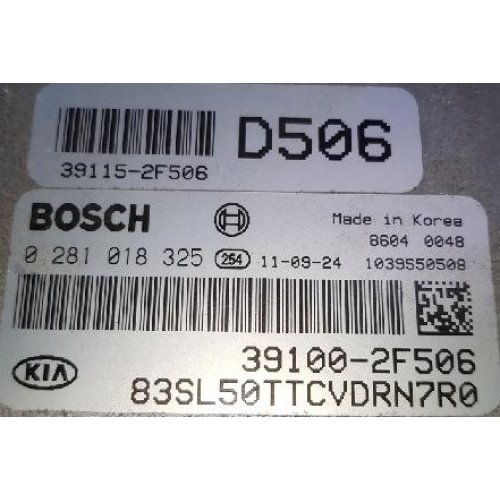 D506
39115-2F506
BOSCH
Made in Korea
8604 0048
0 281 018 325 254 11-09-24 1039550508
39100-2F506
KIA
83SL50TTCVDRN7R0